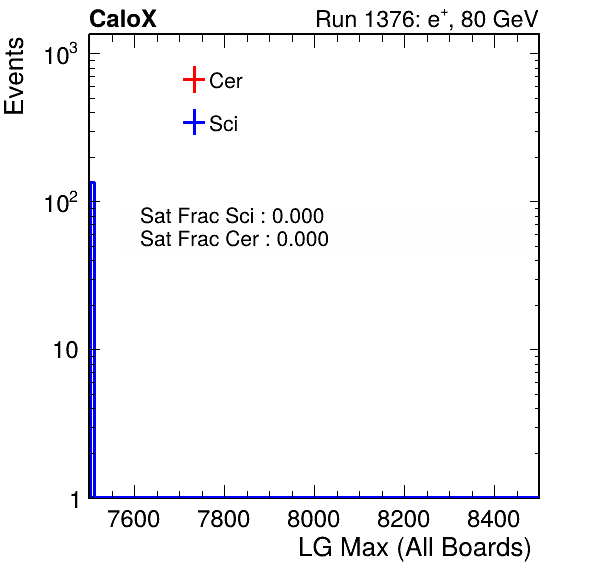 CaloX Run 1376: e⁺, 80 GeV
Events
10³
Cer
Sci
10²
Sat Frac Sci : 0.000
Sat Frac Cer : 0.000
10
1
7600 7800 8000 8200 8400
LG Max (All Boards)